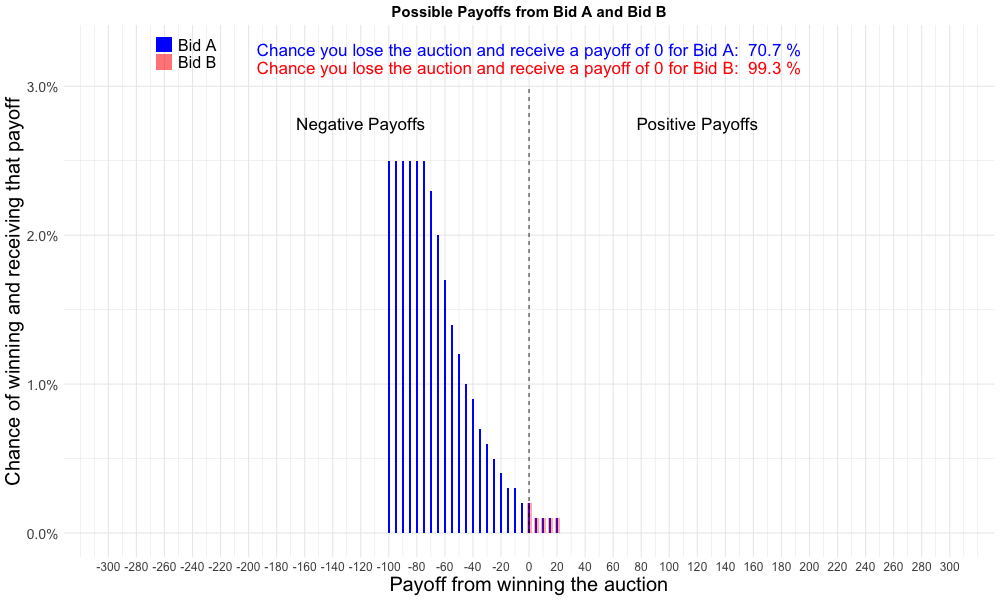 Possible Payoffs from Bid A and Bid B
Bid A
Bid B
Chance you lose the auction and receive a payoff of 0 for Bid A: 70.7 %
Chance you lose the auction and receive a payoff of 0 for Bid B: 99.3 %
Negative Payoffs
Positive Payoffs
Chance of winning and receiving that payoff
3.0%
2.0%
1.0%
0.0%
-300 -280 -260 -240 -220 -200 -180 -160 -140 -120 -100 -80 -60 -40 -20 0 20 40 60 80 100 120 140 160 180 200 220 240 260 280 300
Payoff from winning the auction